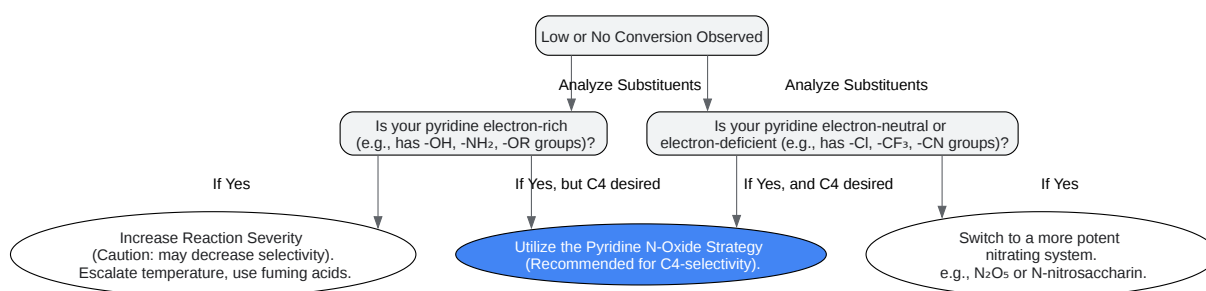 Low or No Conversion Observed
Analyze Substituents
Analyze Substituents
Is your pyridine electron-rich
(e.g., has -OH, -NH₂, -OR groups)?
Is your pyridine electron-neutral or
electron-deficient (e.g., has -Cl, -CF₃, -CN groups)?
If Yes
If Yes, but C4 desired
If Yes, and C4 desired
If Yes
Increase Reaction Severity
(Caution: may decrease selectivity).
Escalate temperature, use fuming acids.
Utilize the Pyridine N-Oxide Strategy
(Recommended for C4-selectivity).
Switch to a more potent
nitrating system.
e.g., N₂O₅ or N-nitrosaccharin.